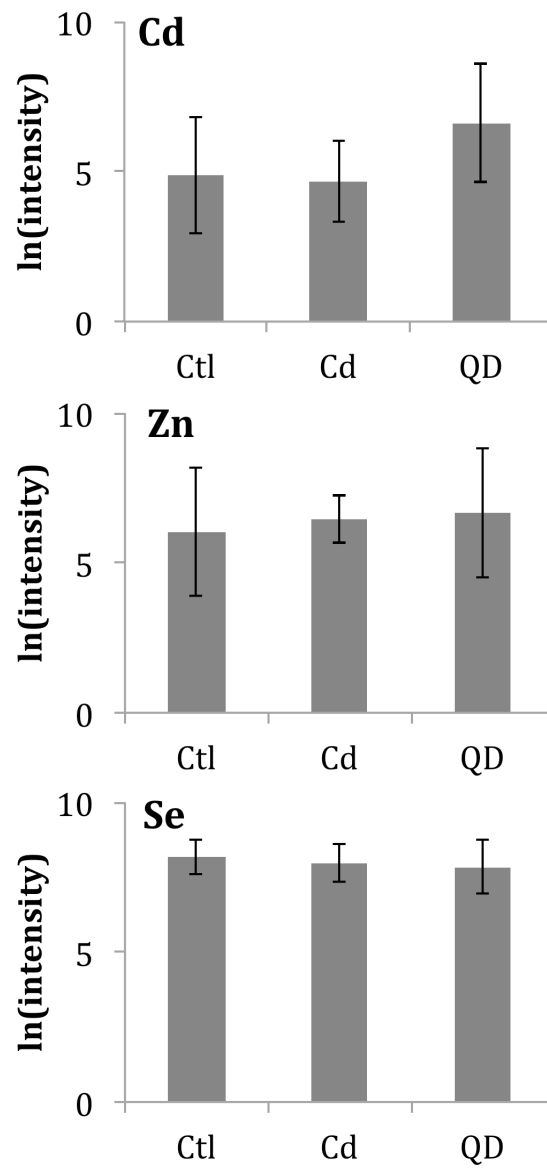 10
Cd
ln(intensity)
5
0
Ctl Cd QD
10
Zn
ln(intensity)
5
0
Ctl Cd QD
10
Se
ln(intensity)
5
0
Ctl Cd QD